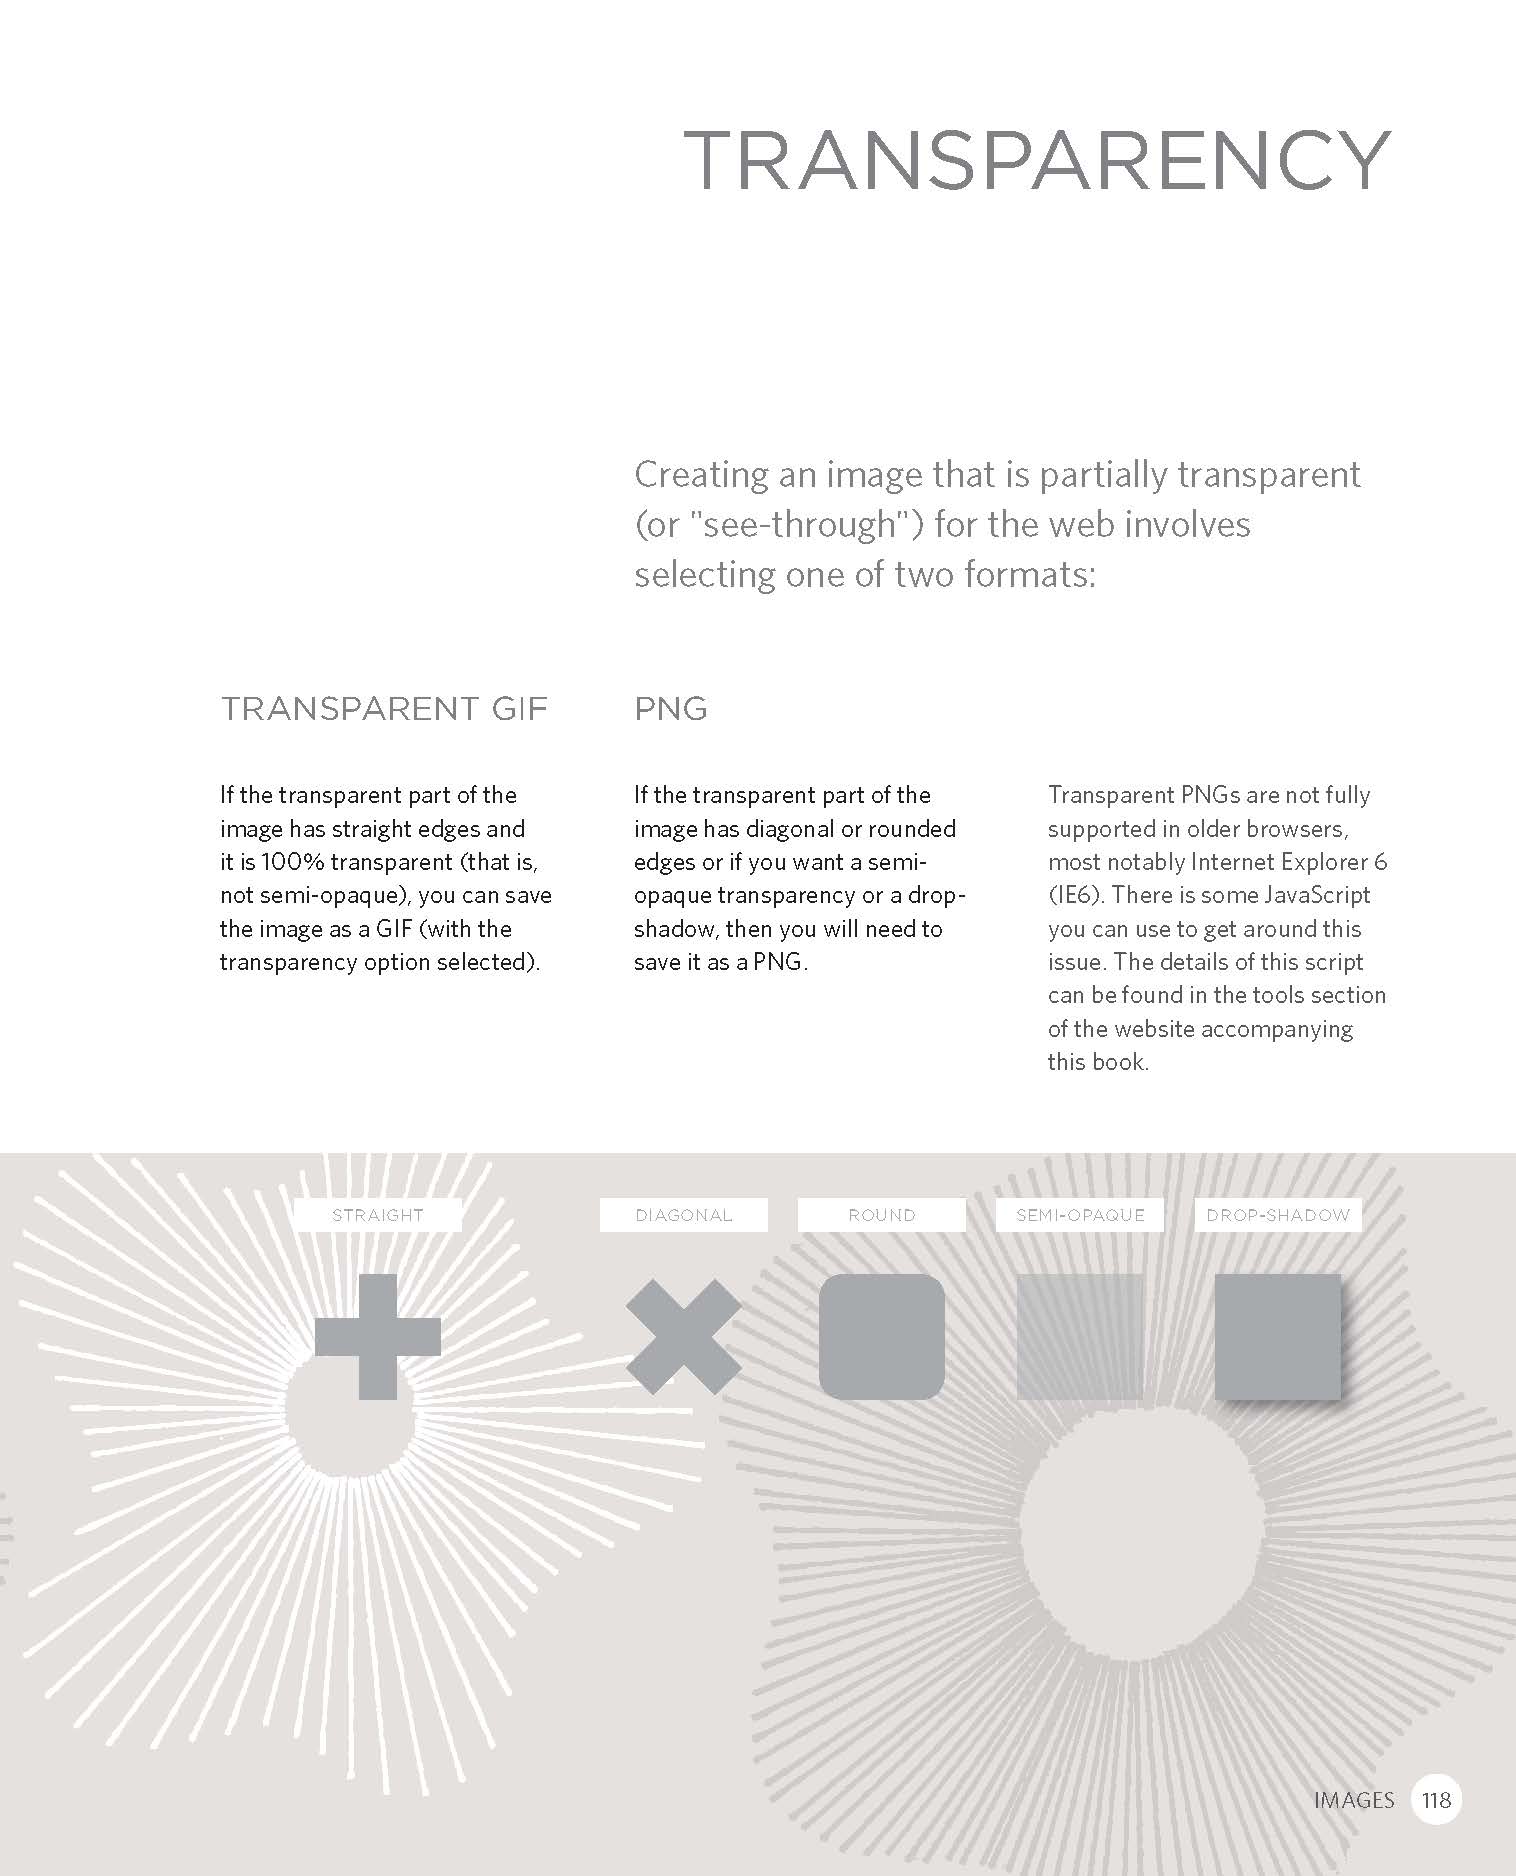 TRANSPARENCY
Creating an image that is partially transparent
(or "see-through") for the web involves
selecting one of two formats:
TRANSPARENT GIF
If the transparent part of the
image has straight edges and
it is 100% transparent (that is,
not semi-opaque), you can save
the image as a GIF (with the
transparency option selected).
PNG
If the transparent part of the
image has diagonal or rounded
edges or if you want a semi-
opaque transparency or a drop-
shadow, then you will need to
save it as a PNG.
Transparent PNGs are not fully
supported in older browsers,
most notably Internet Explorer 6
(IE6). There is some JavaScript
you can use to get around this
issue. The details of this script
can be found in the tools section
of the website accompanying
this book.
STRAIGHT
DIAGONAL
ROUND
SEMI-OPAQUE
DROP-SHADOW
IMAGES 118